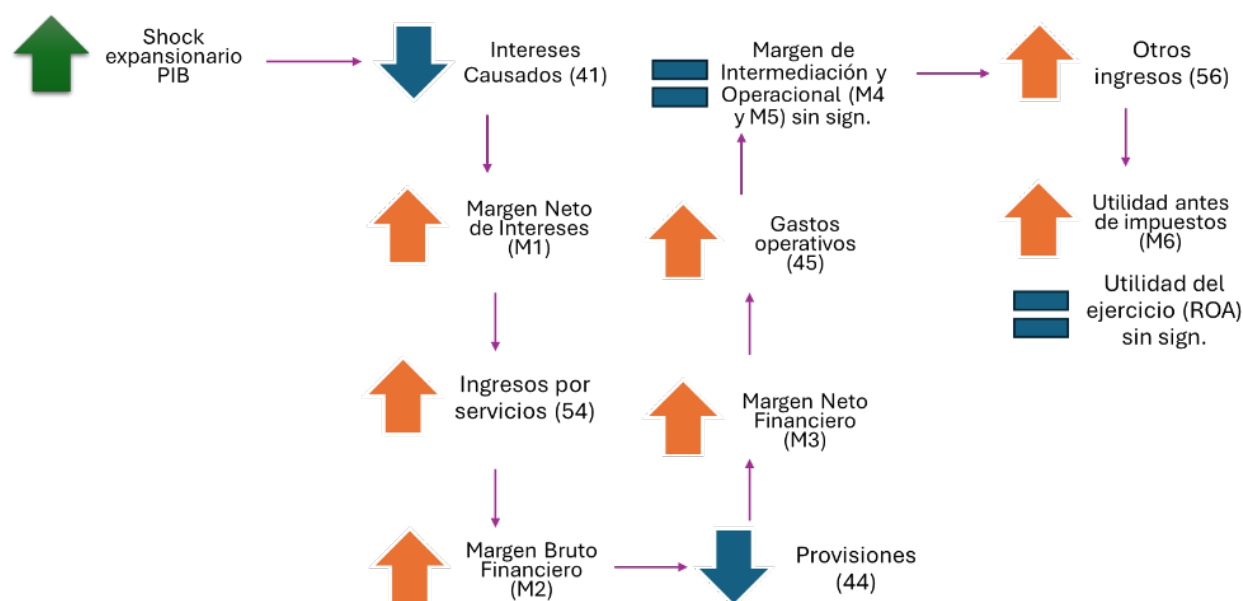 Shock
expansionario
PIB
Intereses
Causados (41)
Margen Neto
de Intereses
(M1)
Ingresos por
servicios (54)
Margen Bruto
Financiero
(M2)
Provisiones
(44)
Margen Neto
Financiero
(M3)
Gastos
operativos
(45)
Margen de
Intermediación y
Operacional (M4
y M5) sin sign.
Otros
ingresos (56)
Utilidad antes
de impuestos
(M6)
Utilidad del
ejercicio (ROA)
sin sign.